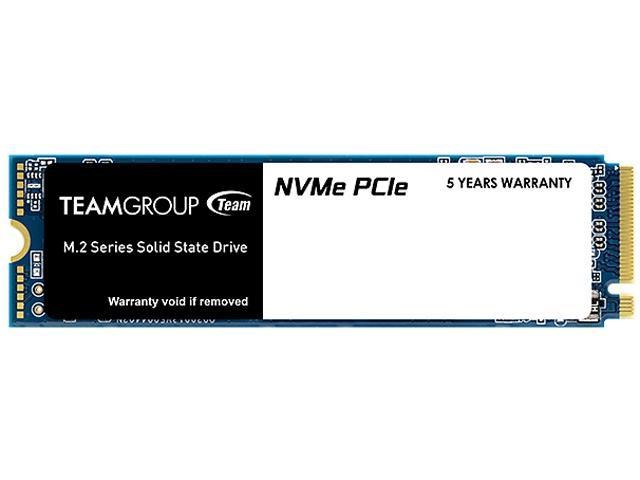 TEAMGROUP Team
M.2 Series Solid State Drive
Warranty void if removed
NVMe PCIe
5 YEARS WARRANTY